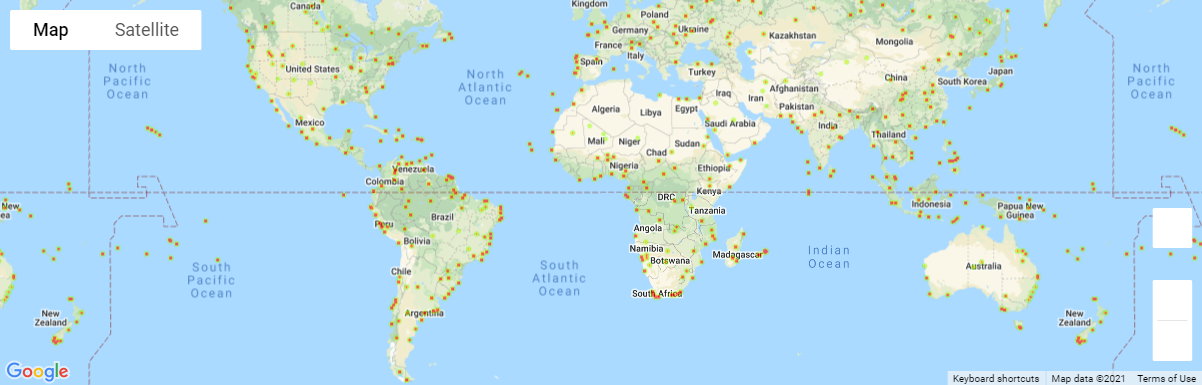 Map
Satellite
Canada
Kingdom
Poland
Germany
Ukraine
France
Kazakhstan
Mongolia
Spain
Italy
United States
North
Pacific
Ocean
North
Atlantic
Ocean
Turkey
China
South Korea
Japan
North
Pacific
Ocean
Iraq
Iran
Afghanistan
Pakistan
Algeria
Libya
Egypt
Saudi Arabia
India
Thailand
Mexico
Mali
Niger
Chad
Sudan
Nigeria
Ethiopia
Venezuela
Colombia
Kenya
DRC
Tanzania
Indonesia
Papua New
Guinea
New
ea
New
Brazil
Peru
Bolivia
Angola
Namibia
Botswana
Madagascar
Indian
Ocean
Australia
South
Pacific
Ocean
South
Atlantic
Ocean
Chile
South Africa
Argentina
New
Zealand
New
Zealand
Google
Keyboard shortcuts
Map data ©2021
Terms of Use